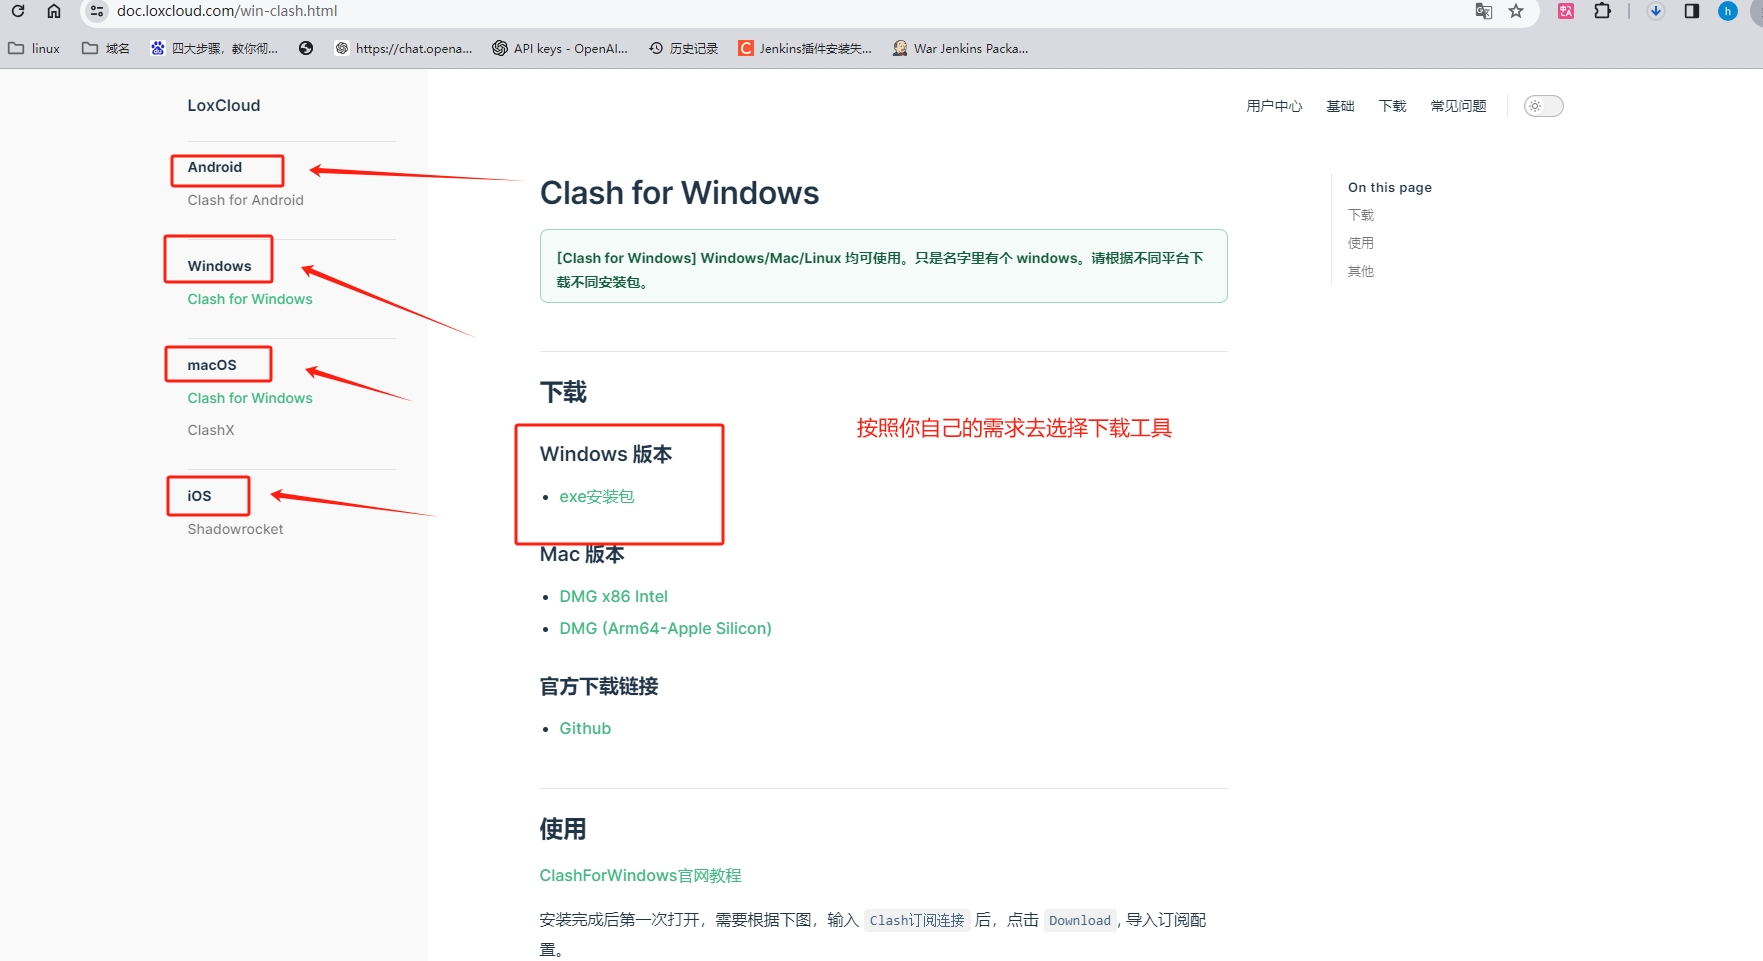 doc.loxcloud.com/win-clash.html
linux
域名
四大步骤，教你彻...
https://chat.opena...
API keys - OpenAI...
历史记录
Jenkins插件安装失...
War Jenkins Packa...
h
LoxCloud
用户中心
基础
下载
常见问题
Android
Clash for Android
Windows
Clash for Windows
macOS
Clash for Windows
ClashX
iOS
Shadowrocket
Clash for Windows
[Clash for Windows] Windows/Mac/Linux 均可使用。只是名字里有个 windows。请根据不同平台下
载不同安装包。
下载
按照你自己的需求去选择下载工具
Windows 版本
exe安装包
Mac 版本
DMG x86 Intel
DMG (Arm64-Apple Silicon)
官方下载链接
Github
使用
ClashForWindows官网教程
安装完成后第一次打开，需要根据下图，输入 Clash订阅连接 后，点击 Download, 导入订阅配
置。
On this page
下载
使用
其他